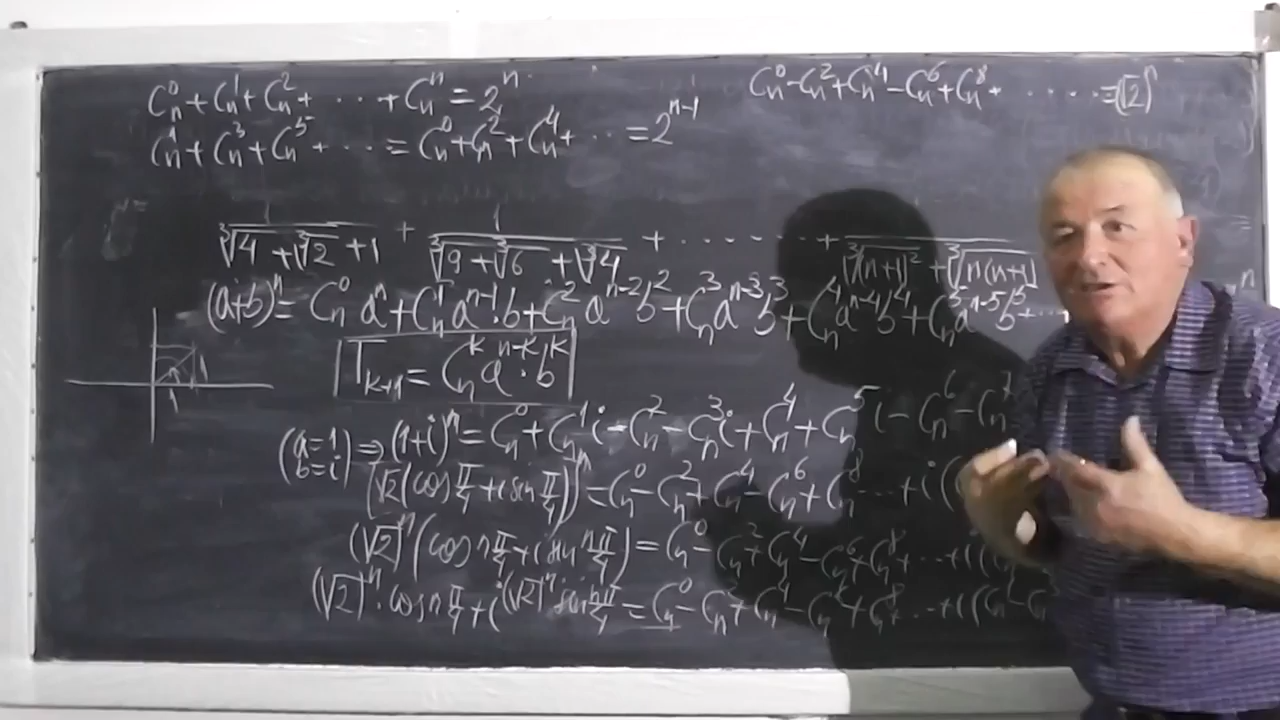 C_n^0 + C_n^1 + C_n^2 + ⋯ + C_n^n = 2^n
C_n^0 - C_n^2 + C_n^4 - C_n^6 + C_n^8 + ⋯ = (√2)^n
C_n^1 + C_n^3 + C_n^5 + ⋯ = C_n^0 + C_n^2 + C_n^4 + ⋯ = 2^{n-1}
1/(∛4 + ∛2 + 1) + 1/(∛9 + ∛6 + ∛4) + ⋯ + ∛(n+1)^2 + ∛n(n+1)
(a+b)^n = C_n^0 a^n + C_n^1 a^{n-1}·b + C_n^2 a^{n-2}b^2 + C_n^3 a^{n-3}b^3 + C_n^4 a^{n-4}b^4 + C_n^5 a^{n-5}b^5 + ⋯
T_{k+1} = C_n^k a^{n-k}·b^k
1
1
(a=1 b=i) ⇒ (1+i)^n = C_n^0 + C_n^1 i - C_n^2 - C_n^3 i + C_n^4 + C_n^5 i - C_n^6 - C_n^7
(√2(cos π/4 + i sin π/4))^n = C_n^0 - C_n^2 + C_n^4 - C_n^6 + C_n^8 ⋯ + i(
(√2)^n (cos nπ/4 + i sin nπ/4) = C_n^0 - C_n^2 + C_n^4 - C_n^6 + C_n^8 + ⋯ + i(
(√2)^n · cos n π/4 + i (√2)^n sin nπ/4 = C_n^0 - C_n^2 + C_n^4 - C_n^6 + C_n^8 ⋯ + i(C_n^1 - C_n